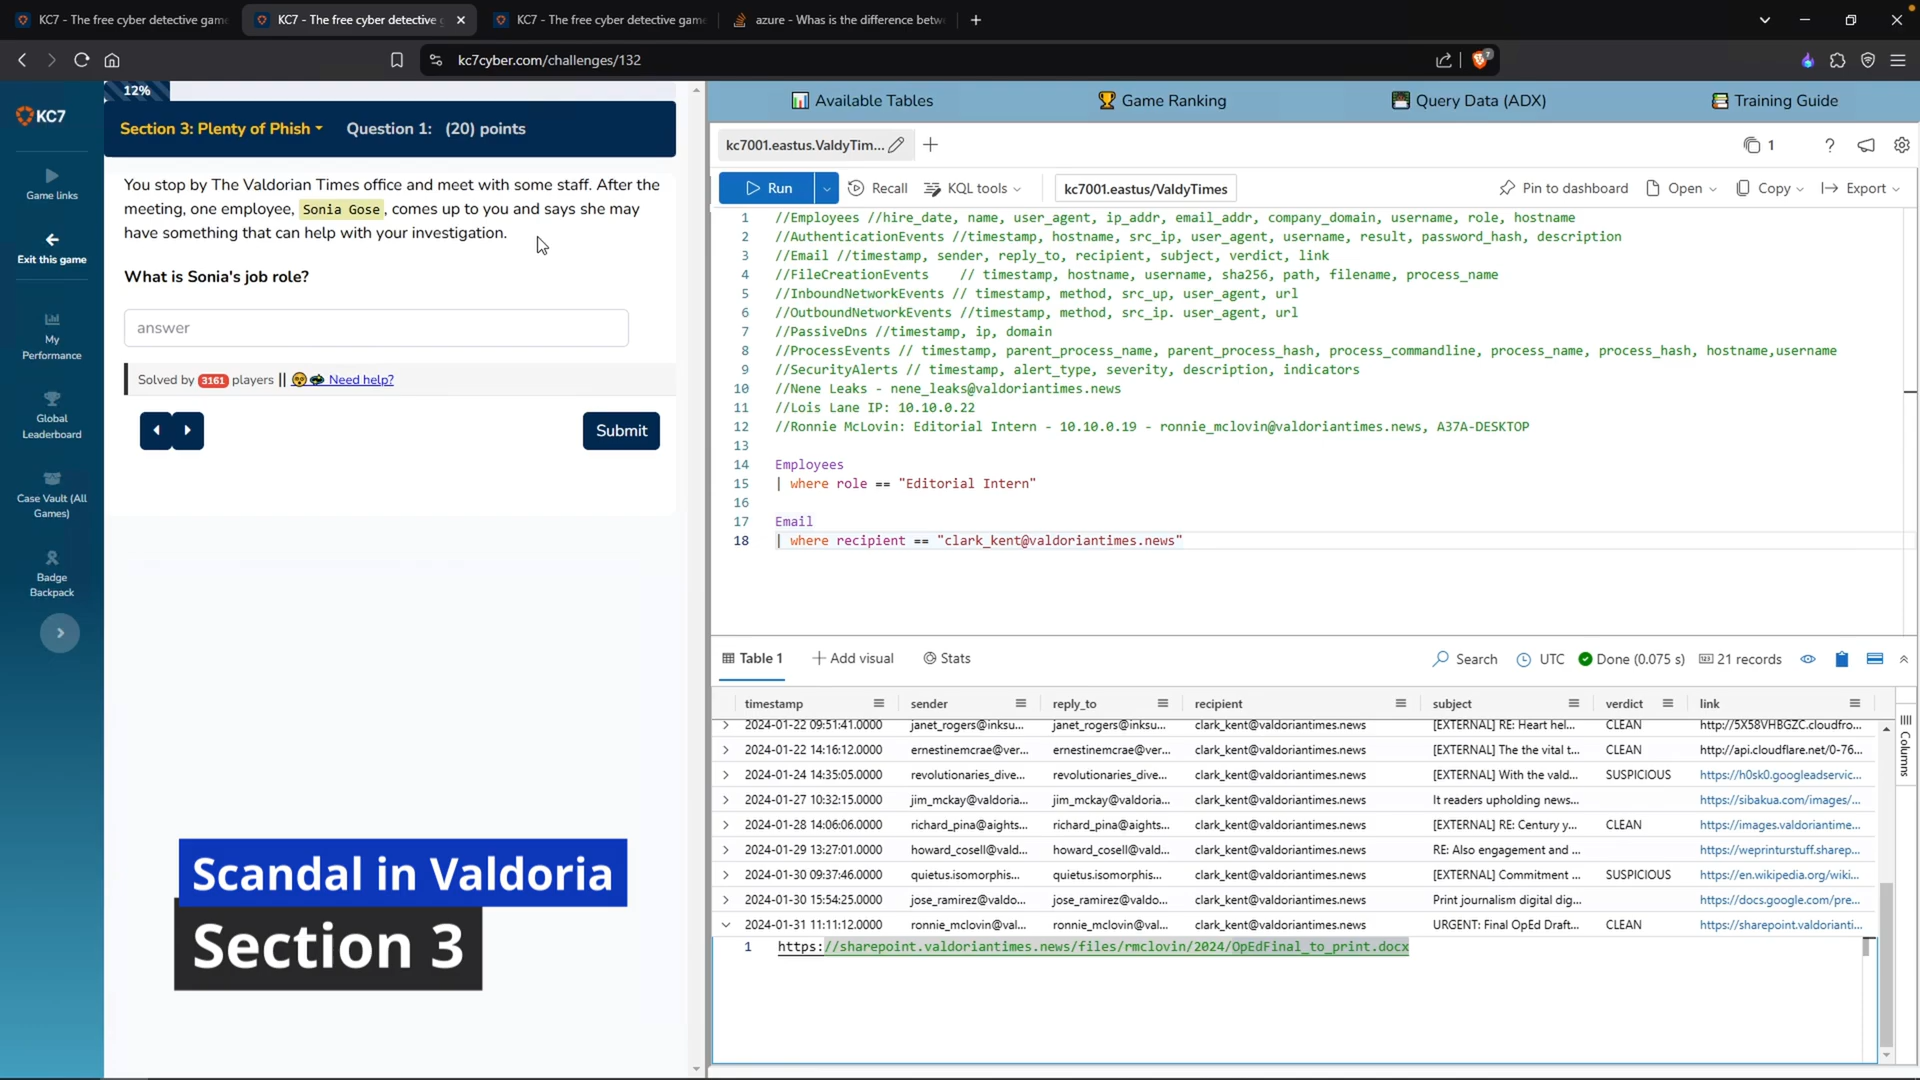 KC7 - The free cyber detective game
KC7 - The free cyber detective g
KC7 - The free cyber detective game
azure - Whas is the difference betwe
kc7cyber.com/challenges/132
7
KC7
Game links
Exit this game
My
Performance
Global
Leaderboard
Case Vault (All
Games)
Badge
Backpack
12%
Section 3: Plenty of Phish
Question 1: (20) points
You stop by The Valdorian Times office and meet with some staff. After the
meeting, one employee, Sonia Gose, comes up to you and says she may
have something that can help with your investigation.
What is Sonia's job role?
answer
Solved by 3161 players || Need help?
Submit
Scandal in Valdoria
Section 3
Available Tables
Game Ranking
Query Data (ADX)
Training Guide
kc7001.eastus.ValdyTim...
1
?
Run
Recall
KQL tools
kc7001.eastus/ValdyTimes
Pin to dashboard
Open
Copy
Export
1 //Employees //hire_date, name, user_agent, ip_addr, email_addr, company_domain, username, role, hostname
2 //AuthenticationEvents //timestamp, hostname, src_ip, user_agent, username, result, password_hash, description
3 //Email //timestamp, sender, reply_to, recipient, subject, verdict, link
4 //FileCreationEvents // timestamp, hostname, username, sha256, path, filename, process_name
5 //InboundNetworkEvents // timestamp, method, src_up, user_agent, url
6 //OutboundNetworkEvents //timestamp, method, src_ip. user_agent, url
7 //PassiveDns //timestamp, ip, domain
8 //ProcessEvents // timestamp, parent_process_name, parent_process_hash, process_commandline, process_name, process_hash, hostname,username
9 //SecurityAlerts // timestamp, alert_type, severity, description, indicators
10 //Nene Leaks - nene_leaks@valdoriantimes.news
11 //Lois Lane IP: 10.10.0.22
12 //Ronnie McLovin: Editorial Intern - 10.10.0.19 - ronnie_mclovin@valdoriantimes.news, A37A-DESKTOP
13
14 Employees
15 | where role == "Editorial Intern"
16
17 Email
18 | where recipient == "clark_kent@valdoriantimes.news"
Table 1
Add visual
Stats
Search
UTC
Done (0.075 s)
21 records
timestamp sender reply_to recipient subject verdict link
2024-01-22 09:51:41.0000 janet_rogers@inksu... janet_rogers@inksu... clark_kent@valdoriantimes.news [EXTERNAL] RE: Heart hel... CLEAN http://5X58VHBGZC.cloudfro...
2024-01-22 14:16:12.0000 ernestinemcrae@ver... ernestinemcrae@ver... clark_kent@valdoriantimes.news [EXTERNAL] The the vital t... CLEAN http://api.cloudflare.net/0-76...
2024-01-24 14:35:05.0000 revolutionaries_dive... revolutionaries_dive... clark_kent@valdoriantimes.news [EXTERNAL] With the vald... SUSPICIOUS https://h0sk0.googleadservic...
2024-01-27 10:32:15.0000 jim_mckay@valdoria... jim_mckay@valdoria... clark_kent@valdoriantimes.news It readers upholding news... https://sibakua.com/images/...
2024-01-28 14:06:06.0000 richard_pina@aights... richard_pina@aights... clark_kent@valdoriantimes.news [EXTERNAL] RE: Century y... CLEAN https://images.valdoriantime...
2024-01-29 13:27:01.0000 howard_cosell@vald... howard_cosell@vald... clark_kent@valdoriantimes.news RE: Also engagement and ... https://weprinturstuff.sharep...
2024-01-30 09:37:46.0000 quietus.isomorphis... quietus.isomorphis... clark_kent@valdoriantimes.news [EXTERNAL] Commitment ... SUSPICIOUS https://en.wikipedia.org/wiki...
2024-01-30 15:54:25.0000 jose_ramirez@valdo... jose_ramirez@valdo... clark_kent@valdoriantimes.news Print journalism digital dig... https://docs.google.com/pre...
2024-01-31 11:11:12.0000 ronnie_mclovin@val... ronnie_mclovin@val... clark_kent@valdoriantimes.news URGENT: Final OpEd Draft... CLEAN https://sharepoint.valdorianti...
1 https://sharepoint.valdoriantimes.news/files/rmclovin/2024/OpEdFinal_to_print.docx
Columns